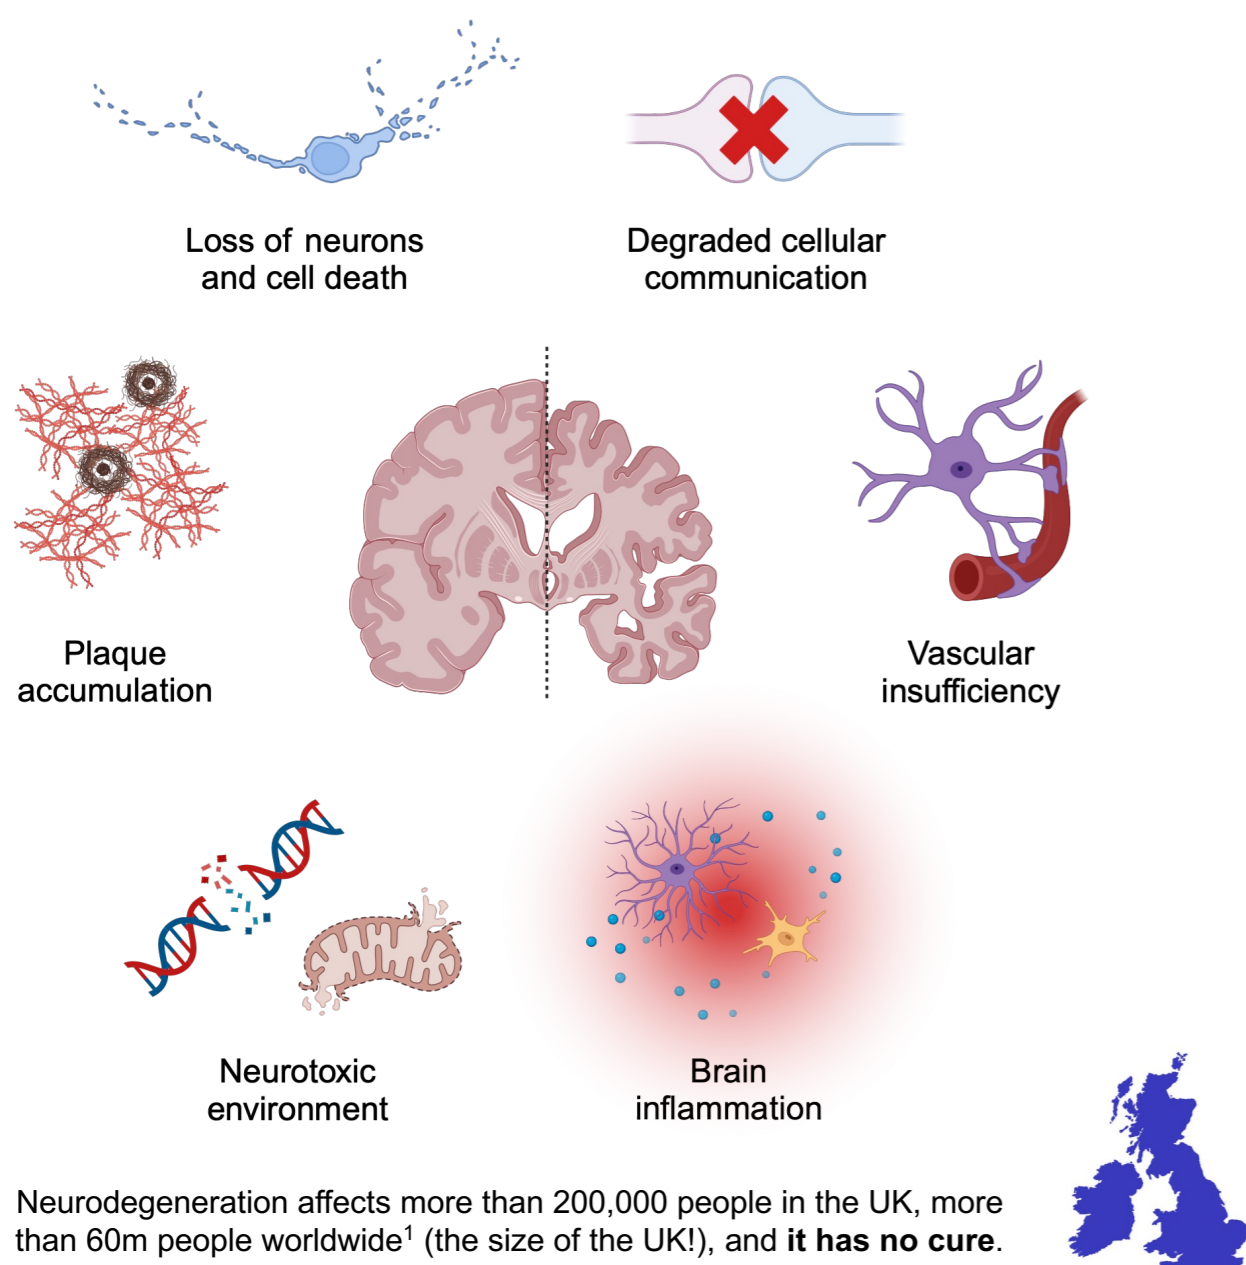 Loss of neurons
and cell death
Degraded cellular
communication
Plaque
accumulation
Vascular
insufficiency
Neurotoxic
environment
Brain
inflammation
Neurodegeneration affects more than 200,000 people in the UK, more
than 60m people worldwide¹ (the size of the UK!), and it has no cure.